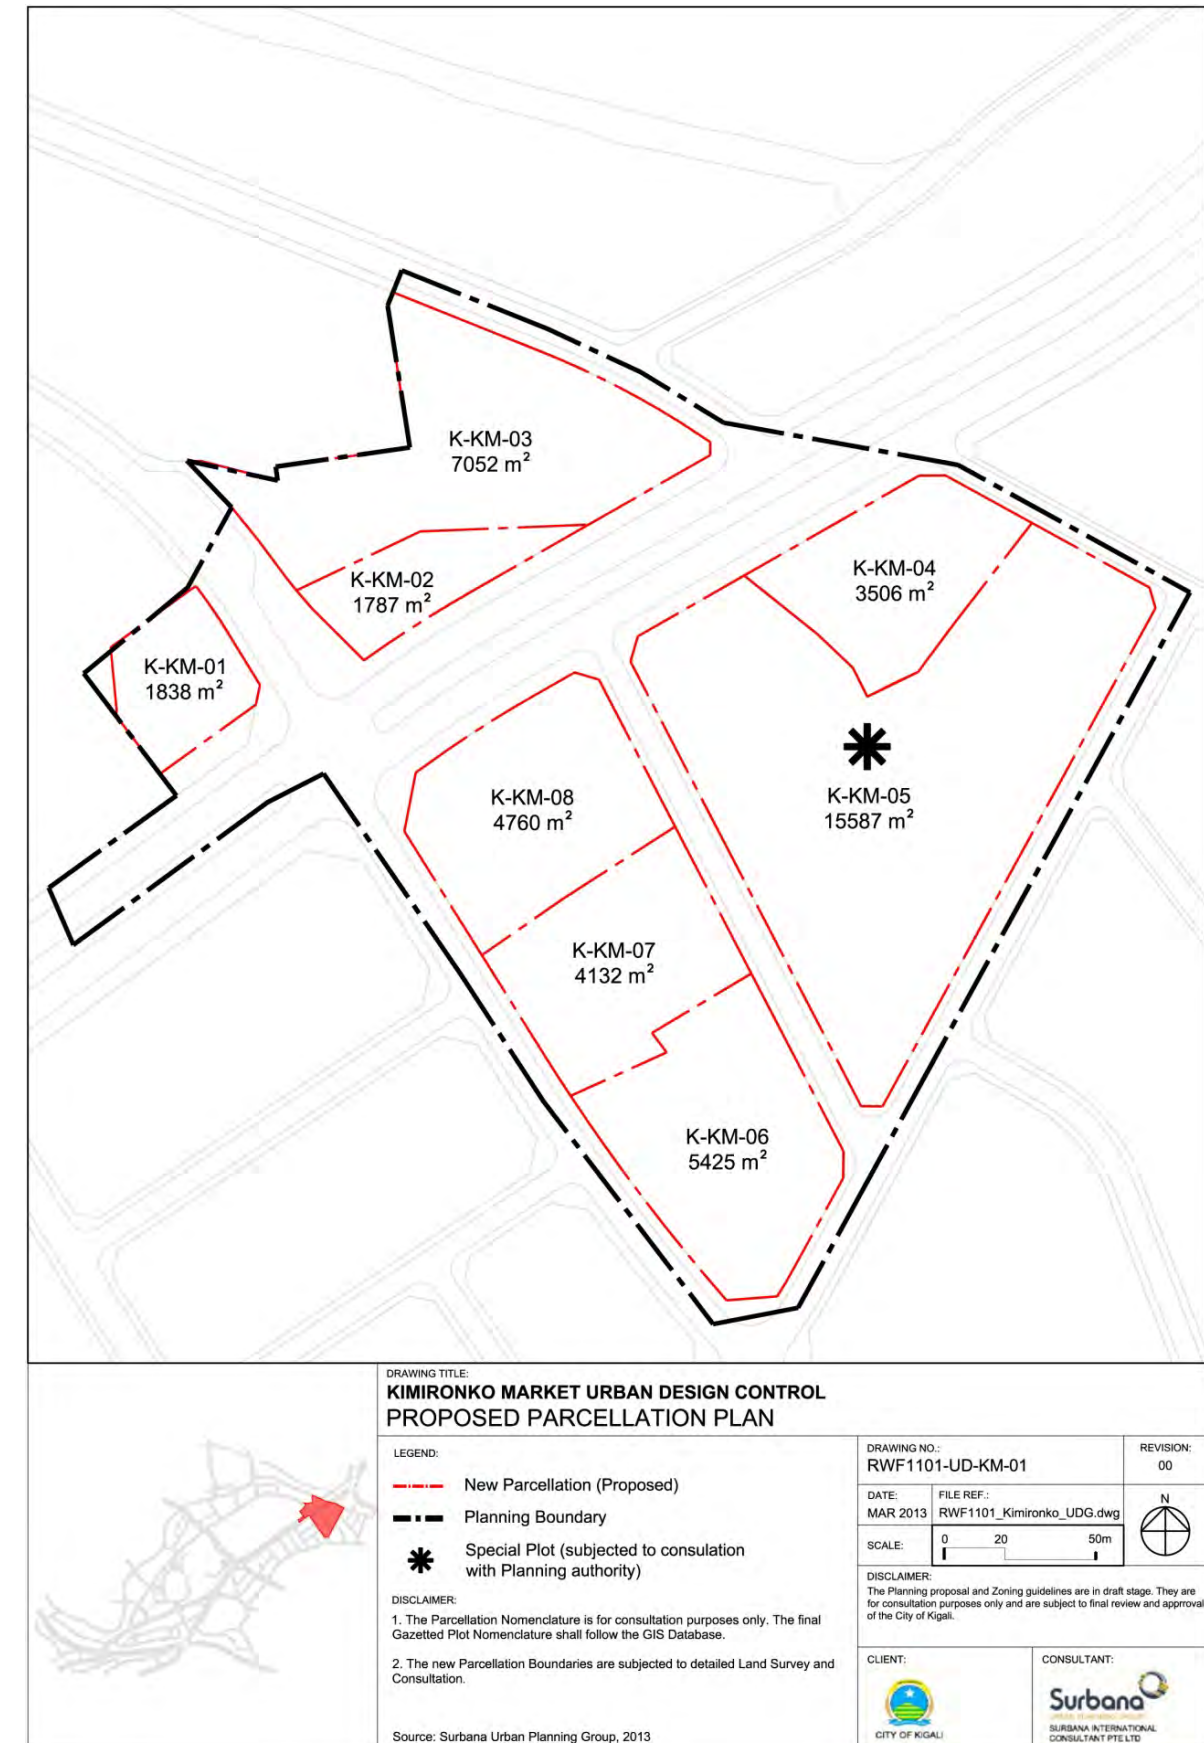 K-KM-03
7052 m²
K-KM-04
3506 m²
K-KM-02
1787 m²
K-KM-01
1838 m²
K-KM-08
4760 m²
K-KM-05
15587 m²
K-KM-07
4132 m²
K-KM-06
5425 m²
DRAWING TITLE:
KIMIRONKO MARKET URBAN DESIGN CONTROL
PROPOSED PARCELLATION PLAN
LEGEND:
New Parcellation (Proposed)
Planning Boundary
Special Plot (subjected to consulation
with Planning authority)
DISCLAIMER:
1. The Parcellation Nomenclature is for consultation purposes only. The final
Gazetted Plot Nomenclature shall follow the GIS Database.
2. The new Parcellation Boundaries are subjected to detailed Land Survey and
Consultation.
Source: Surbana Urban Planning Group, 2013
DRAWING NO.:
RWF1101-UD-KM-01
REVISION:
00
DATE:
MAR 2013
FILE REF.:
RWF1101_Kimironko_UDG.dwg
N
SCALE:
0 20 50m
DISCLAIMER:
The Planning proposal and Zoning guidelines are in draft stage. They are
for consultation purposes only and are subject to final review and approval
of the City of Kigali.
CLIENT:
CITY OF KIGALI
CONSULTANT:
Surbana
SURBANA INTERNATIONAL
CONSULTANT PTE LTD